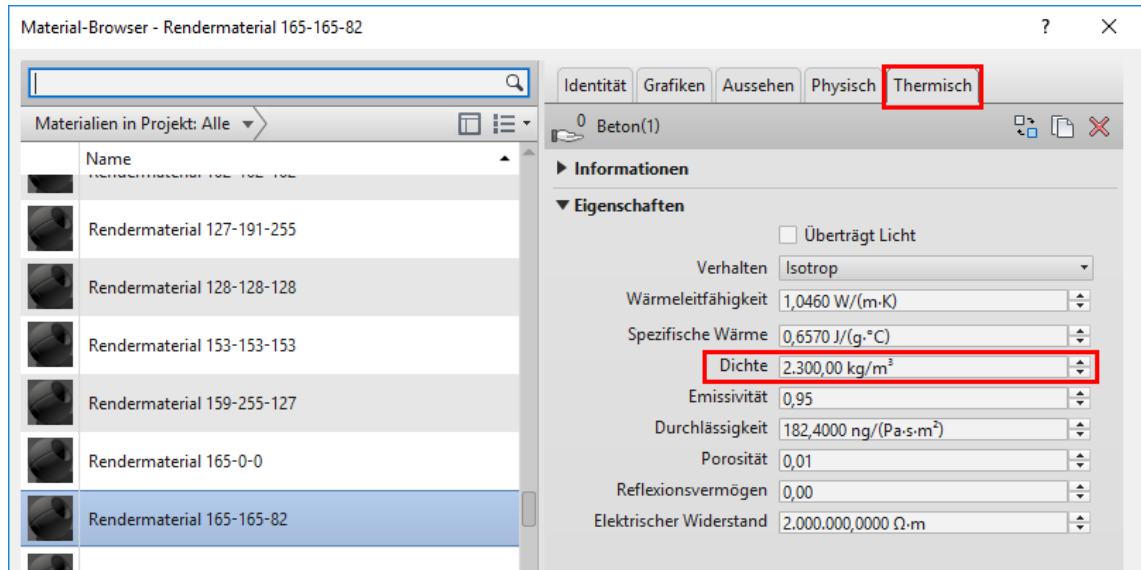 Material-Browser - Rendermaterial 165-165-82
?
Materialien in Projekt: Alle
Name
Rendermaterial 162-162-162
Rendermaterial 127-191-255
Rendermaterial 128-128-128
Rendermaterial 153-153-153
Rendermaterial 159-255-127
Rendermaterial 165-0-0
Rendermaterial 165-165-82
Identität Grafiken Aussehen Physisch Thermisch
0 Beton(1)
Informationen
Eigenschaften
Überträgt Licht
Verhalten Isotrop
Wärmeleitfähigkeit 1,0460 W/(m·K)
Spezifische Wärme 0,6570 J/(g·°C)
Dichte 2.300,00 kg/m³
Emissivität 0,95
Durchlässigkeit 182,4000 ng/(Pa·s·m²)
Porosität 0,01
Reflexionsvermögen 0,00
Elektrischer Widerstand 2.000.000,0000 Ω·m